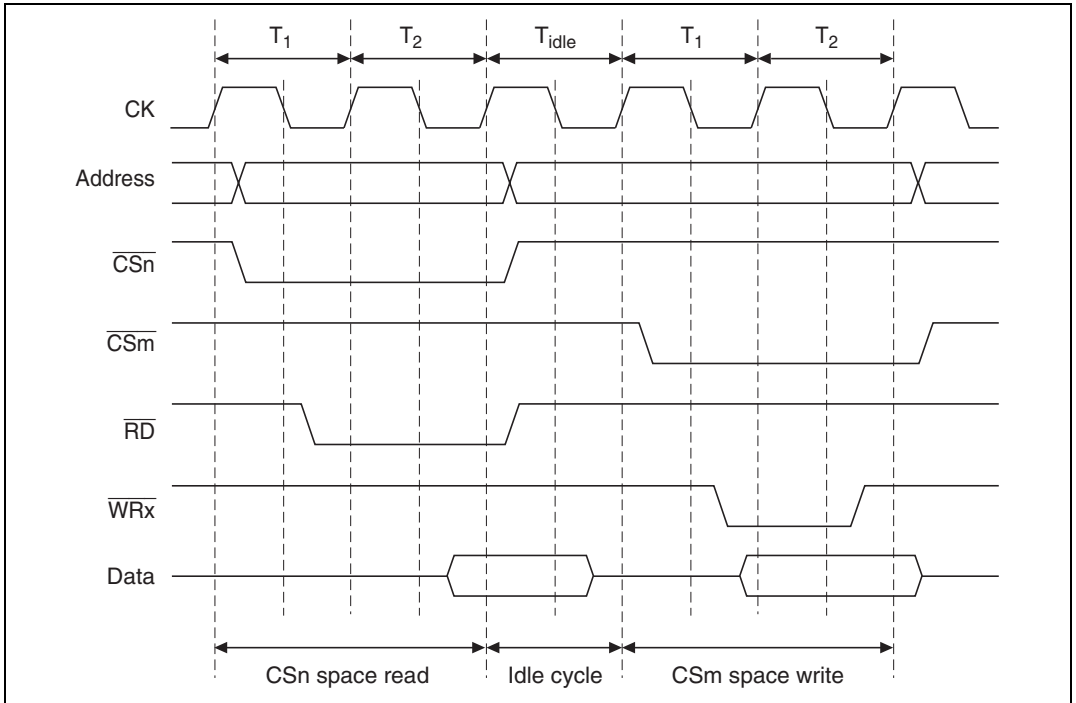 T1 T2 Tidle T1 T2
CK
Address
CSn
CSm
RD
WRx
Data
CSn space read Idle cycle CSm space write